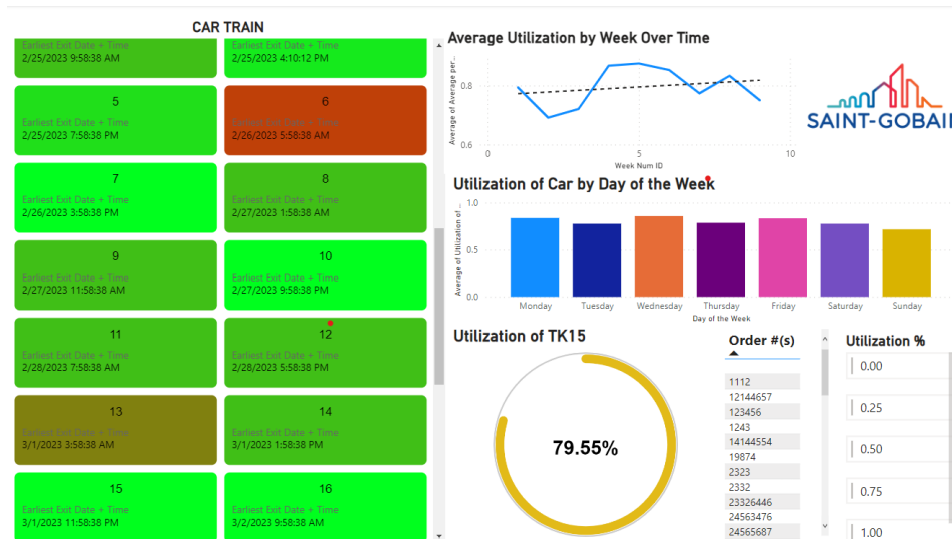 CAR TRAIN
Earliest Exit Date + Time
2/25/2023 9:58:38 AM
Earliest Exit Date + Time
2/25/2023 4:10:12 PM
5
Earliest Exit Date + Time
2/25/2023 7:58:38 PM
6
Earliest Exit Date + Time
2/26/2023 5:58:38 AM
7
Earliest Exit Date + Time
2/26/2023 3:58:38 PM
8
Earliest Exit Date + Time
2/27/2023 1:58:38 AM
9
Earliest Exit Date + Time
2/27/2023 11:58:38 AM
10
Earliest Exit Date + Time
2/27/2023 9:58:38 PM
11
Earliest Exit Date + Time
2/28/2023 7:58:38 AM
12
Earliest Exit Date + Time
2/28/2023 5:58:38 PM
13
Earliest Exit Date + Time
3/1/2023 3:58:38 AM
14
Earliest Exit Date + Time
3/1/2023 1:58:38 PM
15
Earliest Exit Date + Time
3/1/2023 11:58:38 PM
16
Earliest Exit Date + Time
3/2/2023 9:58:38 AM
Average Utilization by Week Over Time
Average of Average per...
0.8
0.6
0
5
10
Week Num ID
SAINT-GOBAIN
Utilization of Car by Day of the Week
Average of Utilization of ...
1.0
0.5
0.0
Monday
Tuesday
Wednesday
Thursday
Friday
Saturday
Sunday
Day of the Week
Utilization of TK15
79.55%
Order #(s)
1112
12144657
123456
1243
14144554
19874
2323
2332
23326446
24563476
24565687
Utilization %
0.00
0.25
0.50
0.75
1.00